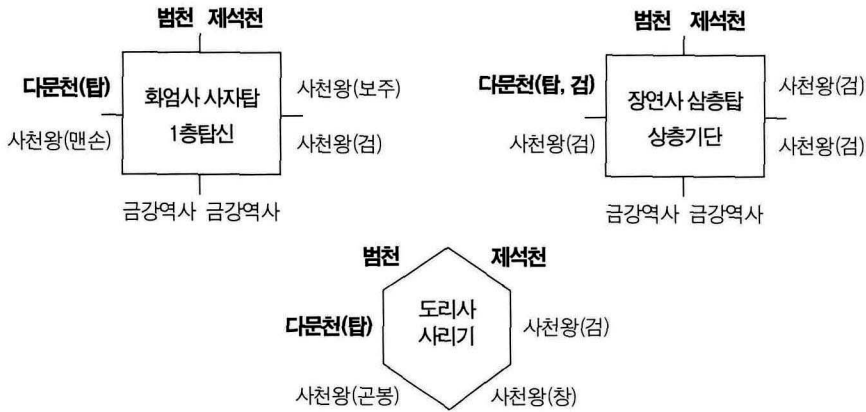 범천 제석천
다문천(탑)
사천왕(맨손)
화엄사 사자탑
1층탑신
사천왕(보주)
사천왕(검)
금강역사 금강역사
범천 제석천
다문천(탑, 검)
사천왕(검)
장연사 삼층탑
상층기단
사천왕(검)
사천왕(검)
금강역사 금강역사
범천 제석천
다문천(탑)
도리사
사리기
사천왕(검)
사천왕(곤봉) 사천왕(창)